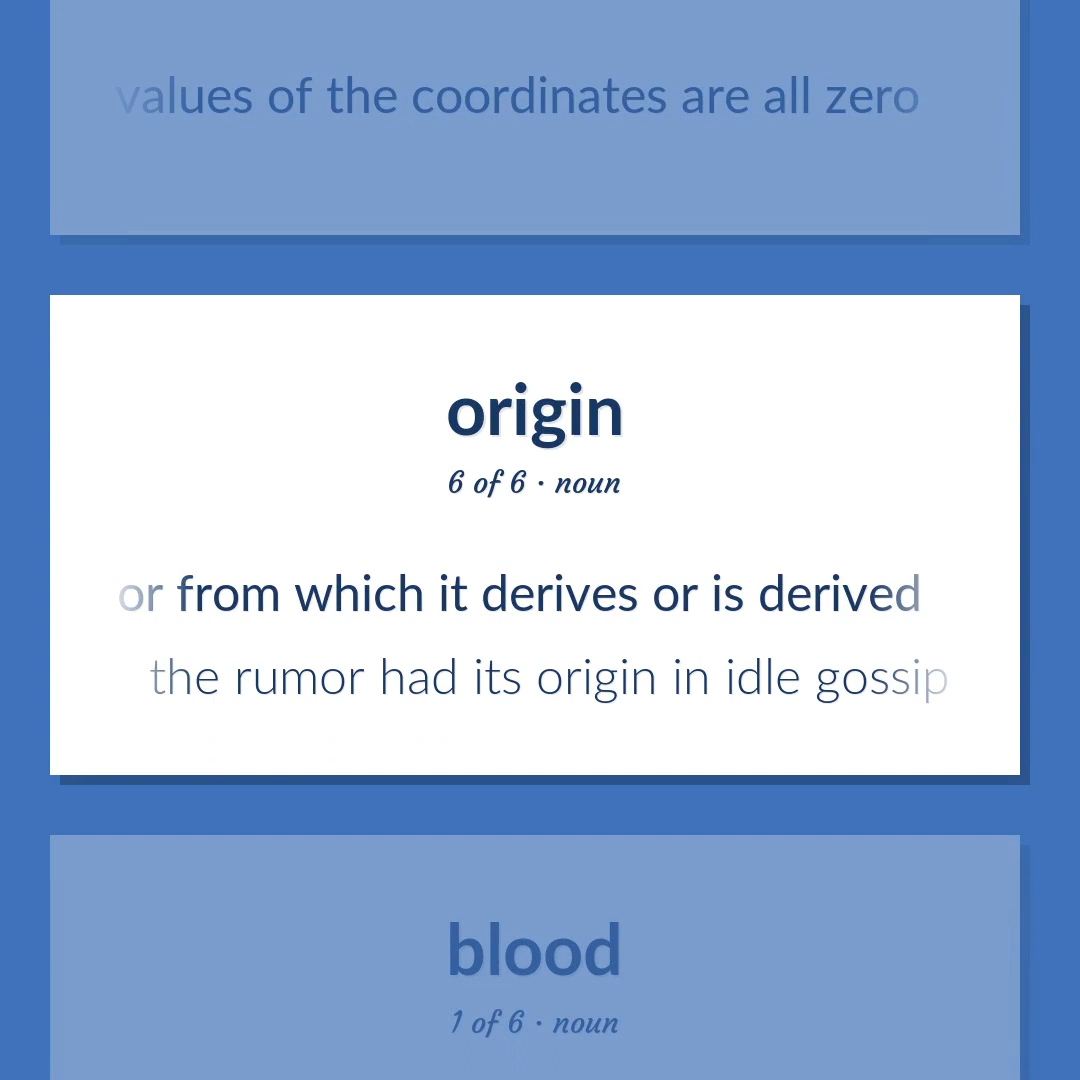 values of the coordinates are all zero
origin
6 of 6 · noun
or from which it derives or is derived
the rumor had its origin in idle gossip
blood
1 of 6 · noun